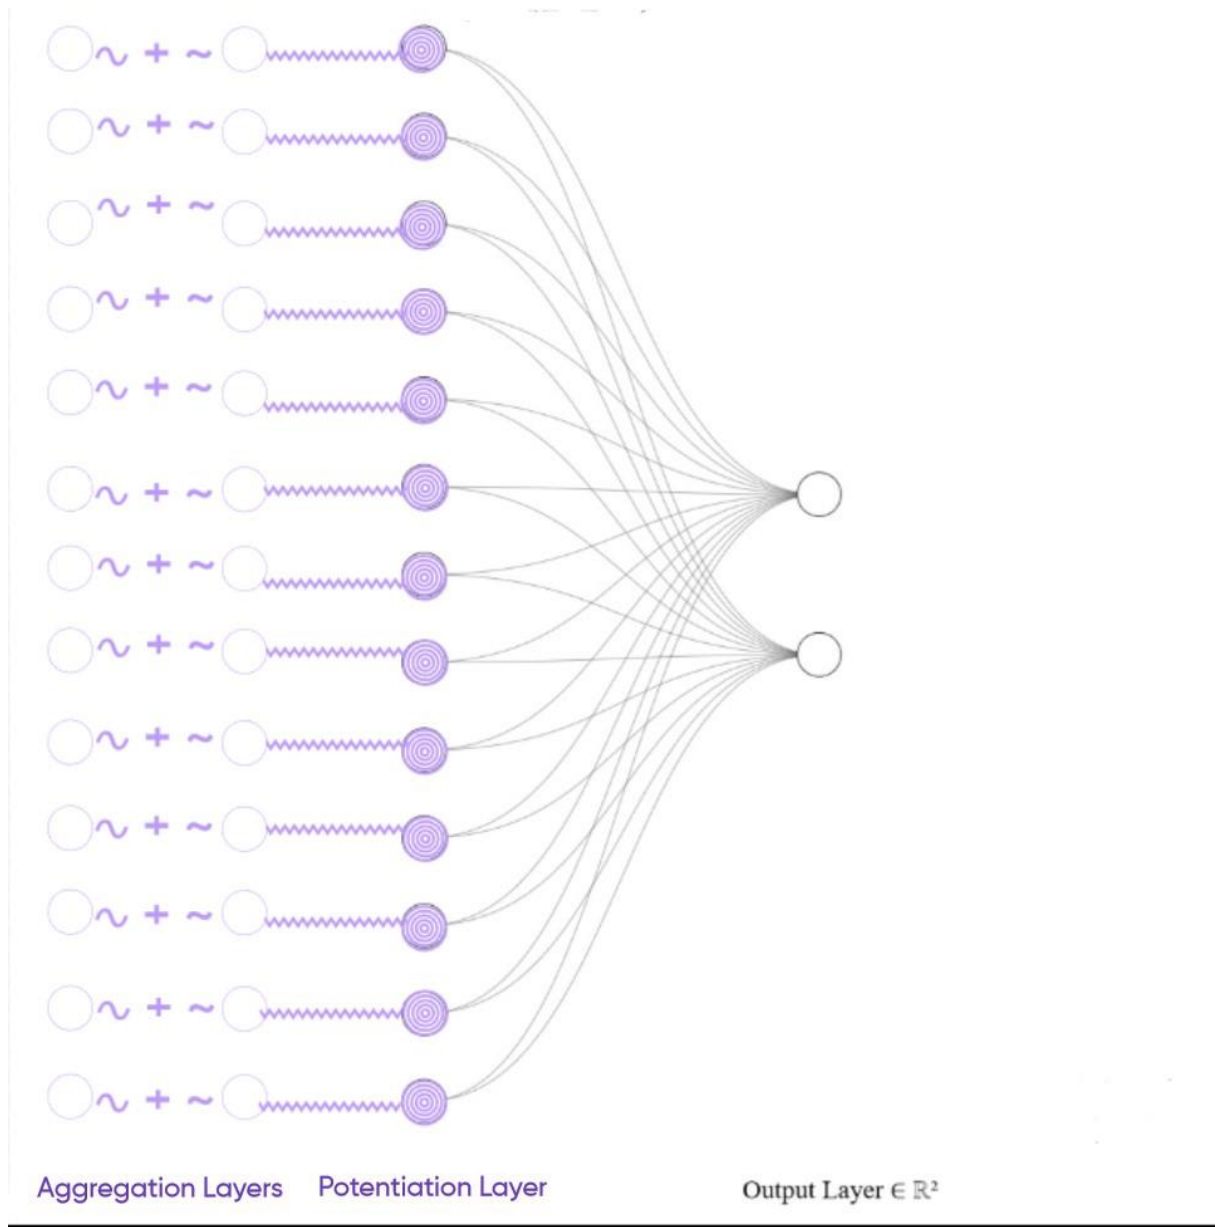 ∿ + ~
∿ + ~
∿ + ~
∿ + ~
∿ + ~
∿ + ~
∿ + ~
∿ + ~
∿ + ~
∿ + ~
∿ + ~
∿ + ~
∿ + ~
Aggregation Layers Potentiation Layer Output Layer ∈ ℝ²